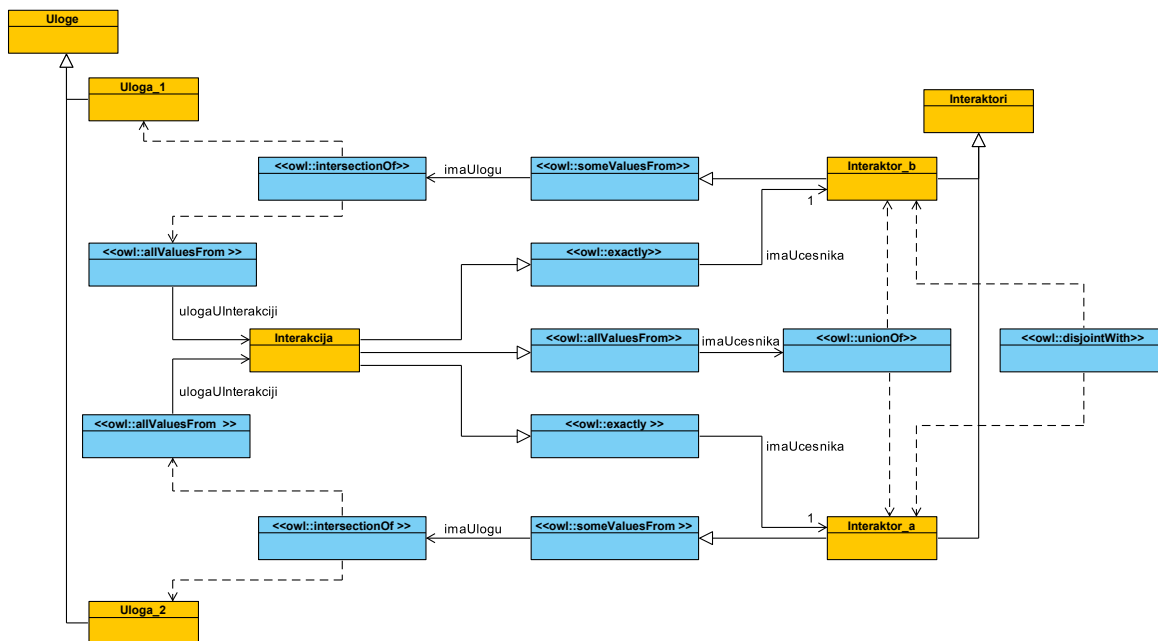 Uloge
Uloga_1
Interaktori
<<owl::intersectionOf>>
imaUlogu
<<owl::someValuesFrom>>
Interaktor_b
1
<<owl::allValuesFrom >>
<<owl::exactly>>
imaUcesnika
ulogaUInterakciji
Interakcija
<<owl::allValuesFrom>>
imaUcesnika
<<owl::unionOf>>
<<owl::disjointWith>>
ulogaUInterakciji
<<owl::allValuesFrom >>
<<owl::exactly >>
imaUcesnika
<<owl::intersectionOf >>
imaUlogu
<<owl::someValuesFrom >>
1
Interaktor_a
Uloga_2